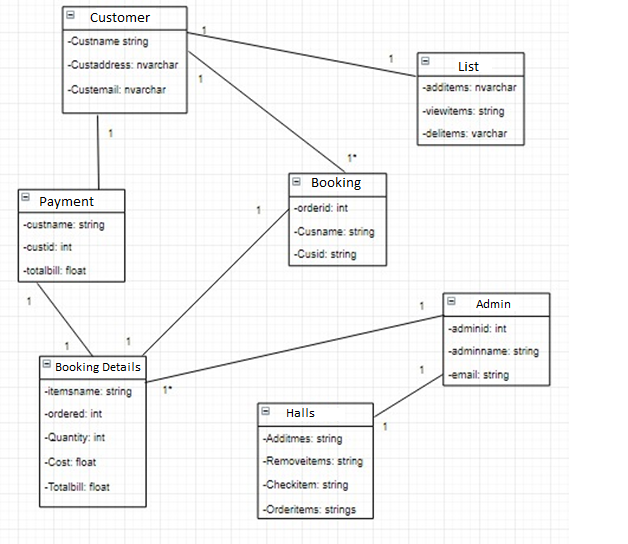 Customer
-Custname string
-Custaddress: nvarchar
-Custemail: nvarchar
1
1
List
-additems: nvarchar
-viewitems: string
-delitems: varchar
1
1*
1
Payment
-custname: string
-custid: int
-totalbill: float
Booking
-orderid: int
-Cusname: string
-Cusid: string
1
1
1
1
Booking Details
-itemsname: string
-ordered: int
-Quantity: int
-Cost: float
-Totalbill: float
1
1*
Admin
-adminid: int
-adminname: string
-email: string
1
1
Halls
-Additmes: string
-Removeitems: string
-Checkitem: string
-Orderitems: strings